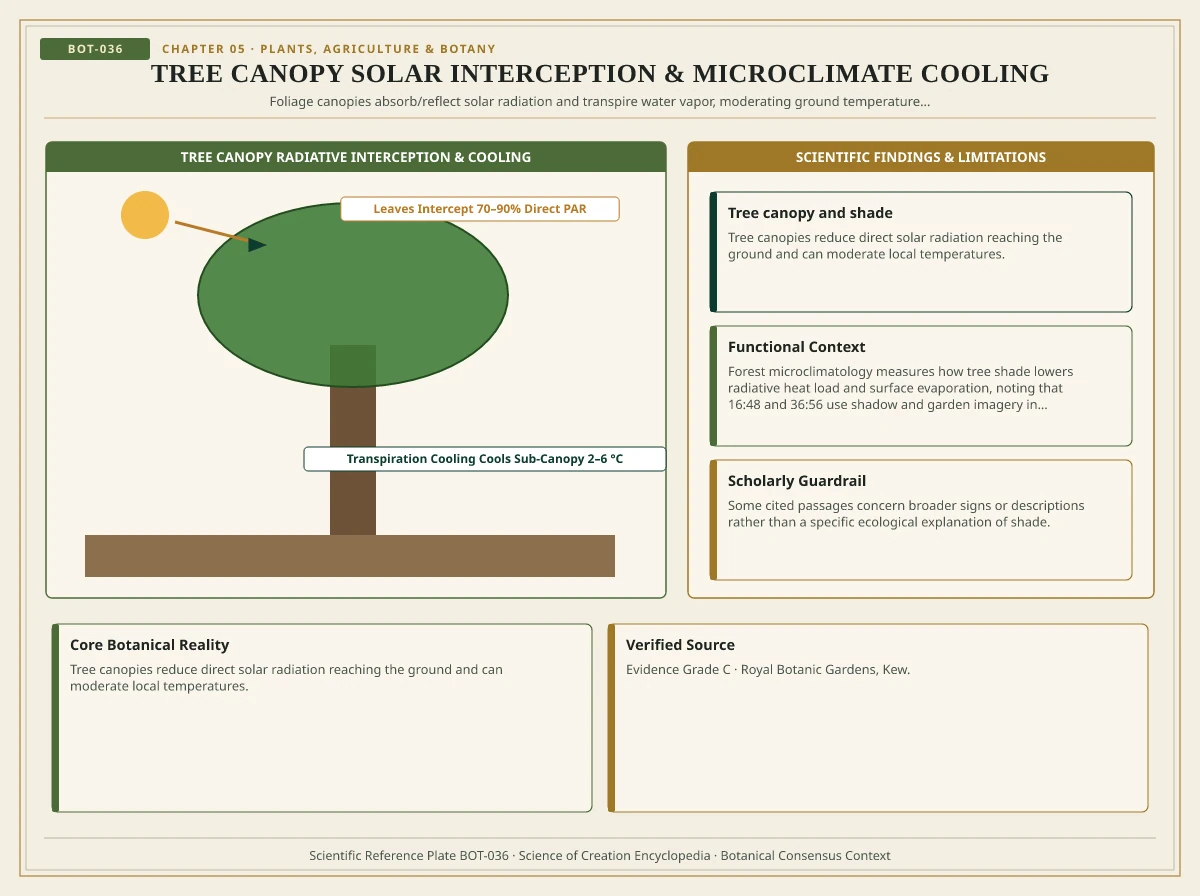 BOT-036
CHAPTER 05 · PLANTS, AGRICULTURE & BOTANY
TREE CANOPY SOLAR INTERCEPTION & MICROCLIMATE COOLING
Foliage canopies absorb/reflect solar radiation and transpire water vapor, moderating ground temperature…
TREE CANOPY RADIATIVE INTERCEPTION & COOLING
Leaves Intercept 70–90% Direct PAR
Transpiration Cooling Cools Sub-Canopy 2–6 °C
SCIENTIFIC FINDINGS & LIMITATIONS
Tree canopy and shade
Tree canopies reduce direct solar radiation reaching the
ground and can moderate local temperatures.
Functional Context
Forest microclimatology measures how tree shade lowers
radiative heat load and surface evaporation, noting that
16:48 and 36:56 use shadow and garden imagery in…
Scholarly Guardrail
Some cited passages concern broader signs or descriptions
rather than a specific ecological explanation of shade.
Core Botanical Reality
Tree canopies reduce direct solar radiation reaching the ground and can
moderate local temperatures.
Verified Source
Evidence Grade C · Royal Botanic Gardens, Kew.
Scientific Reference Plate BOT-036 · Science of Creation Encyclopedia · Botanical Consensus Context